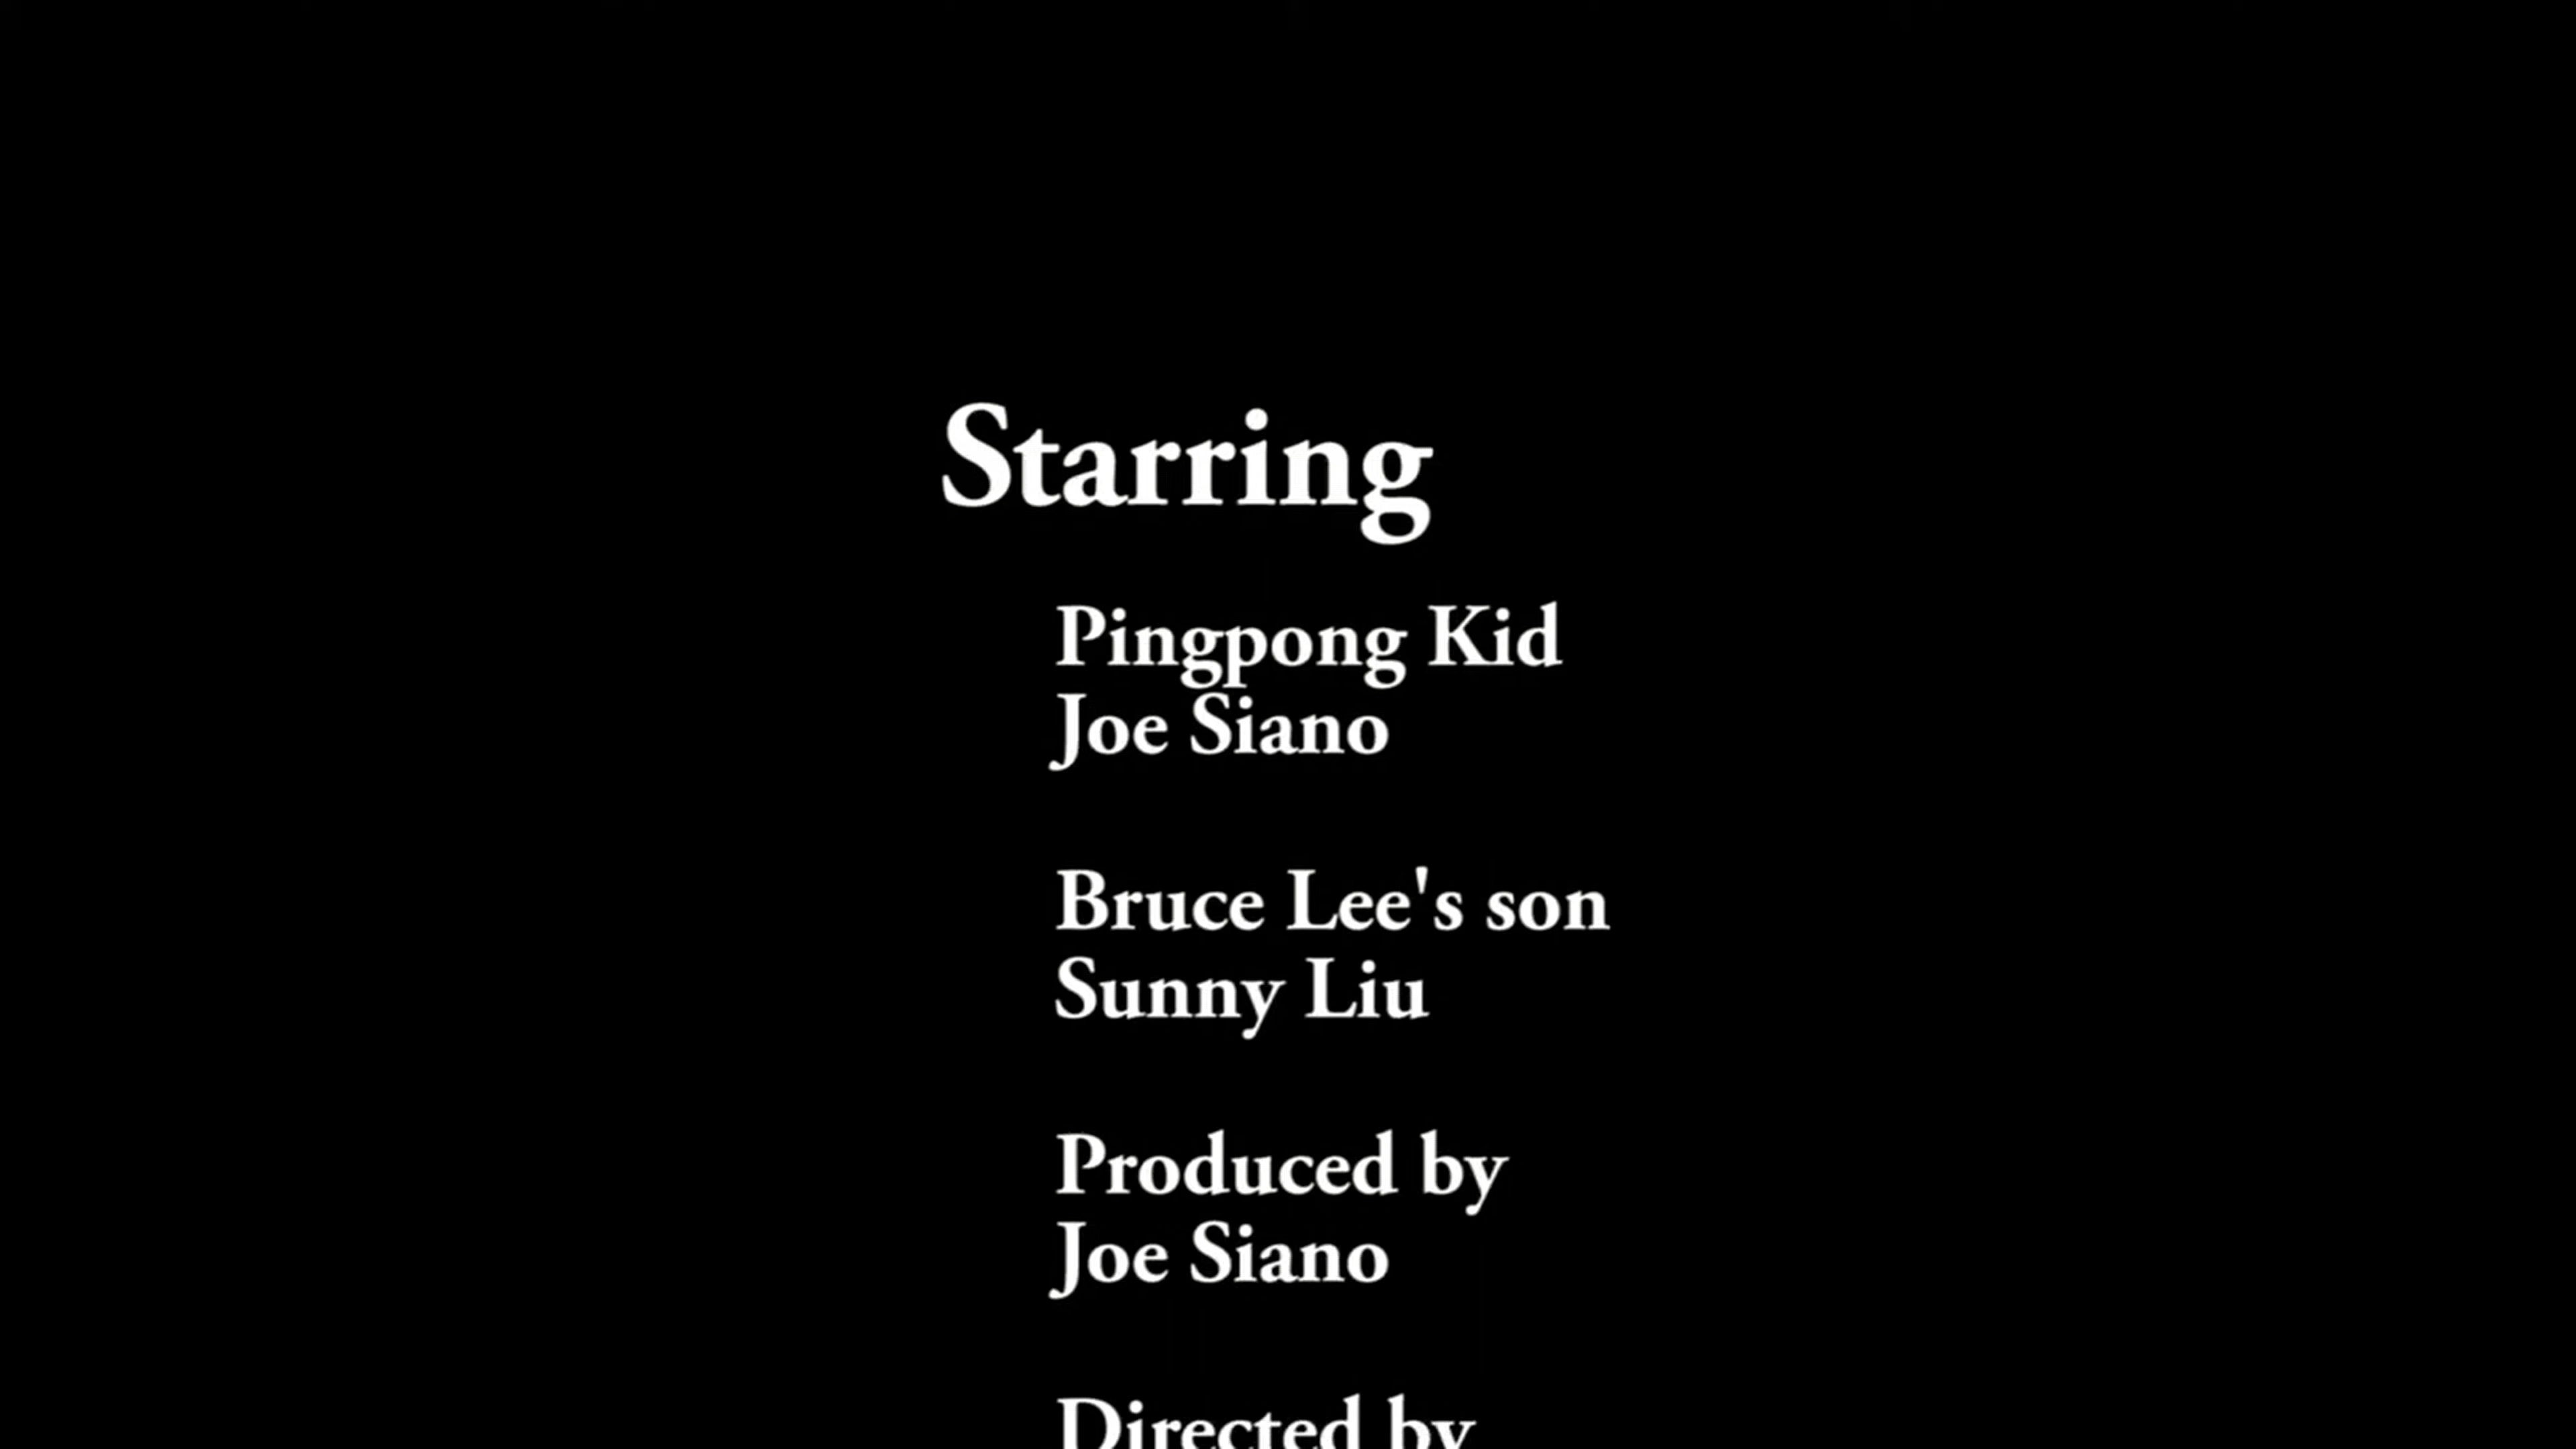 Starring
Pingpong Kid
Joe Siano
Bruce Lee's son
Sunny Liu
Produced by
Joe Siano
Directed by